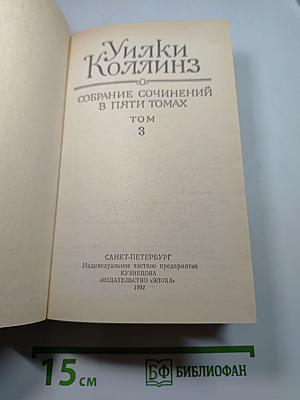 Уилки
Коллинз
СОБРАНИЕ СОЧИНЕНИЙ
В ПЯТИ ТОМАХ
ТОМ
3
САНКТ-ПЕТЕРБУРГ
Индивидуальное частное предприятие
КУЗНЕЦОВА
«ИЗДАТЕЛЬСТВО «ЭПОХА»
1992
15 см
БФ БИБЛИОФАН